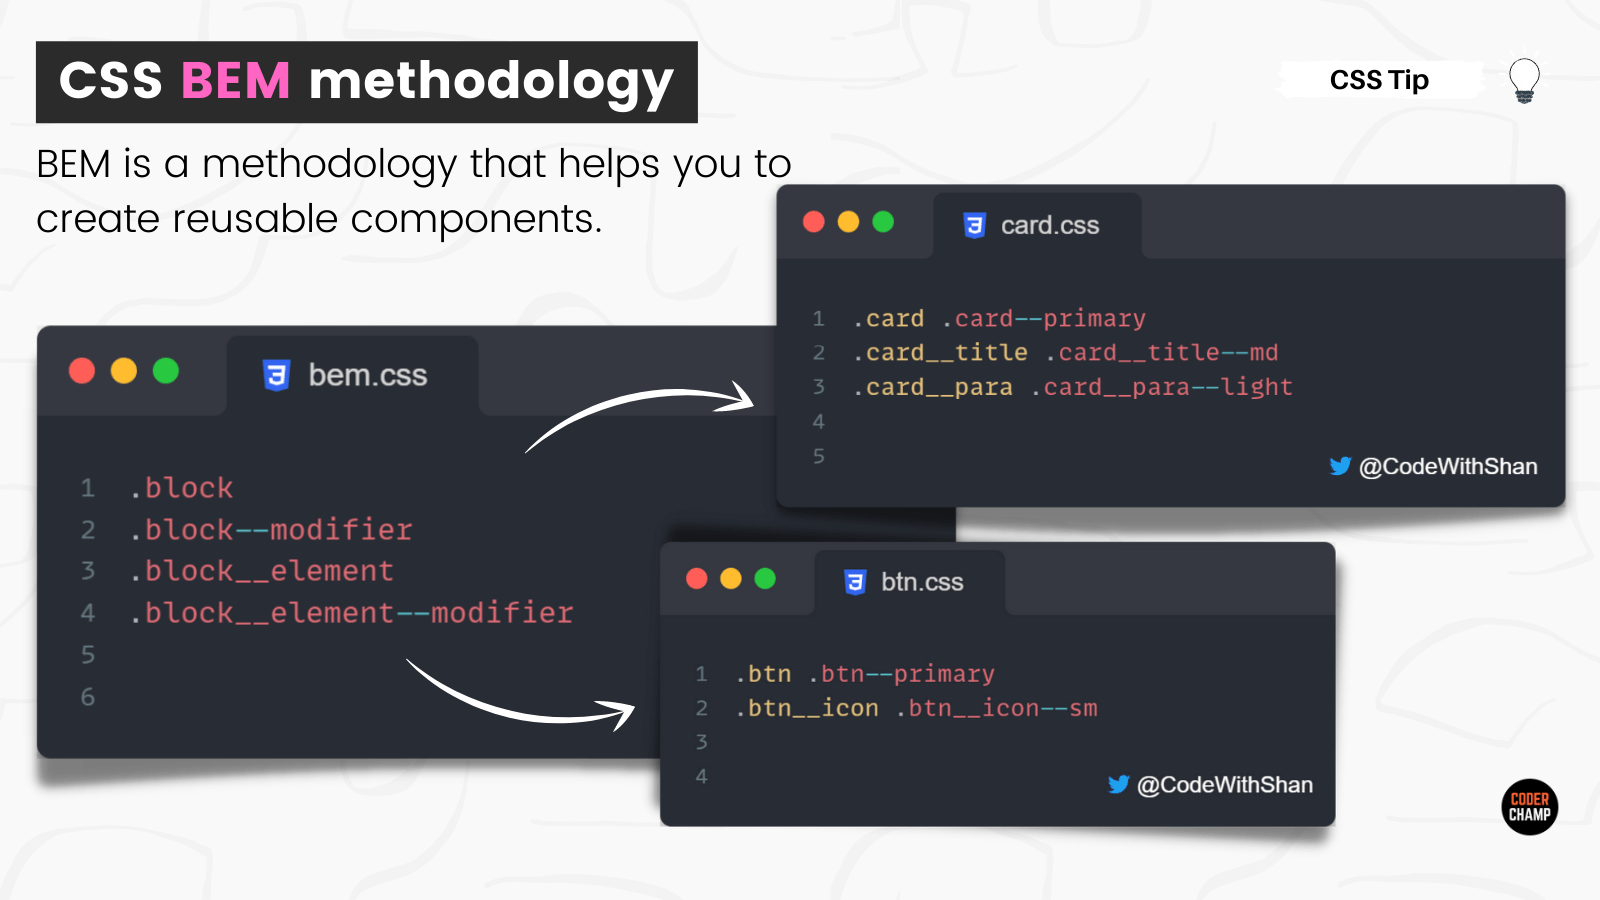 CSS BEM methodology
CSS Tip
BEM is a methodology that helps you to
create reusable components.
bem.css
1 .block
2 .block--modifier
3 .block__element
4 .block__element--modifier
5
6
card.css
1 .card .card--primary
2 .card__title .card__title--md
3 .card__para .card__para--light
4
5
@CodeWithShan
btn.css
1 .btn .btn--primary
2 .btn__icon .btn__icon--sm
3
4
@CodeWithShan
CODER
CHAMP